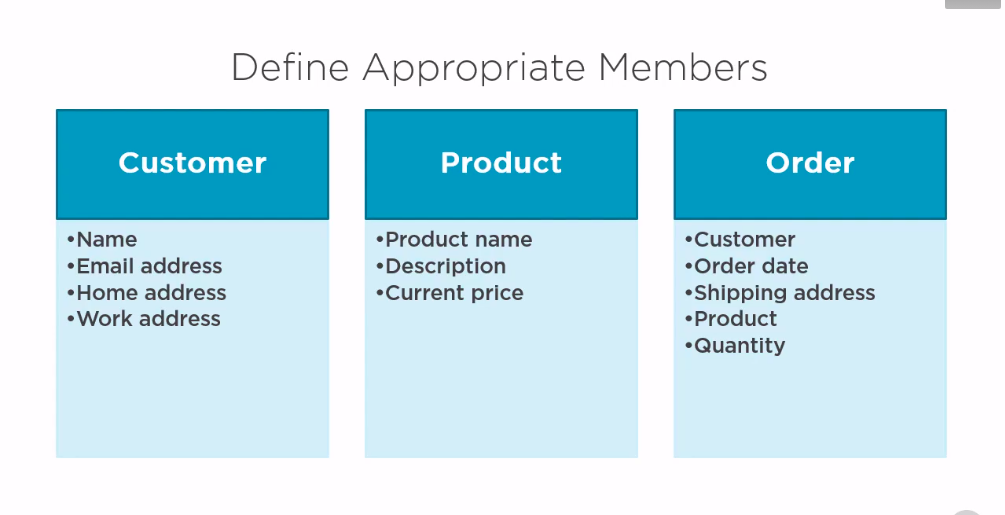 Define Appropriate Members
Customer
•Name
•Email address
•Home address
•Work address
Product
•Product name
•Description
•Current price
Order
•Customer
•Order date
•Shipping address
•Product
•Quantity